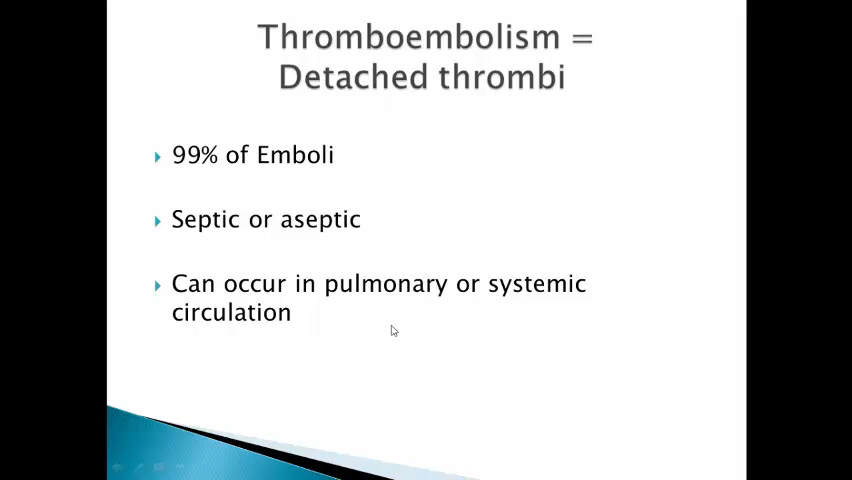 Thromboembolism =
Detached thrombi
99% of Emboli
Septic or aseptic
Can occur in pulmonary or systemic
circulation